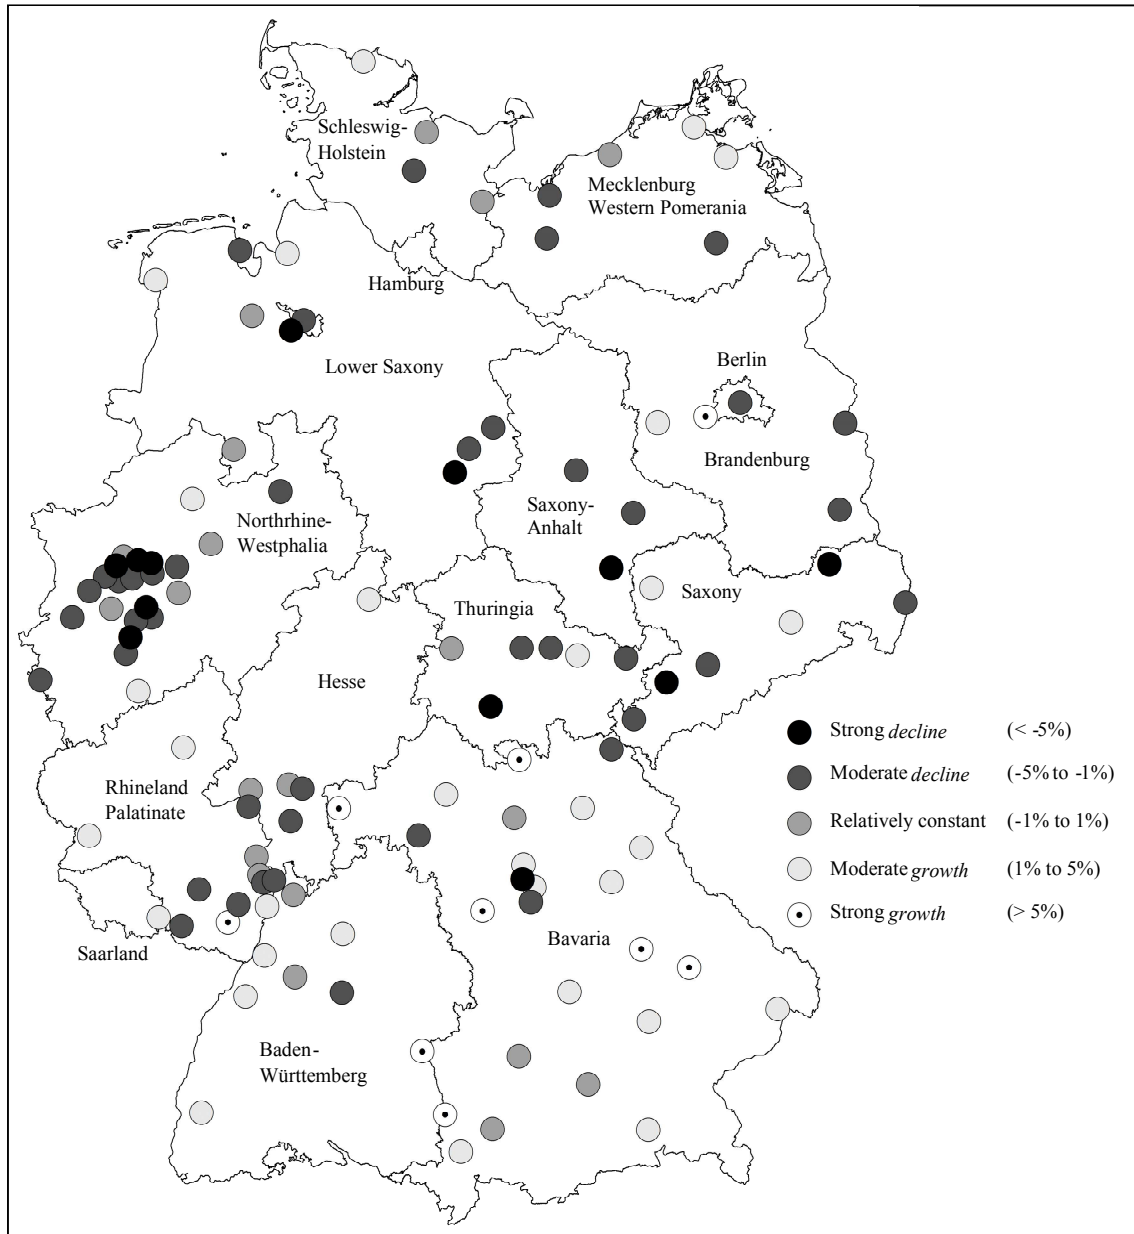 Schleswig-
Holstein
Mecklenburg
Western Pomerania
Hamburg
Lower Saxony
Berlin
Brandenburg
Saxony-
Anhalt
Northrhine-
Westphalia
Saxony
Thuringia
Hesse
Rhineland
Palatinate
Saarland
Bavaria
Baden-
Württemberg
Strong decline (< -5%)
Moderate decline (-5% to -1%)
Relatively constant (-1% to 1%)
Moderate growth (1% to 5%)
Strong growth (> 5%)